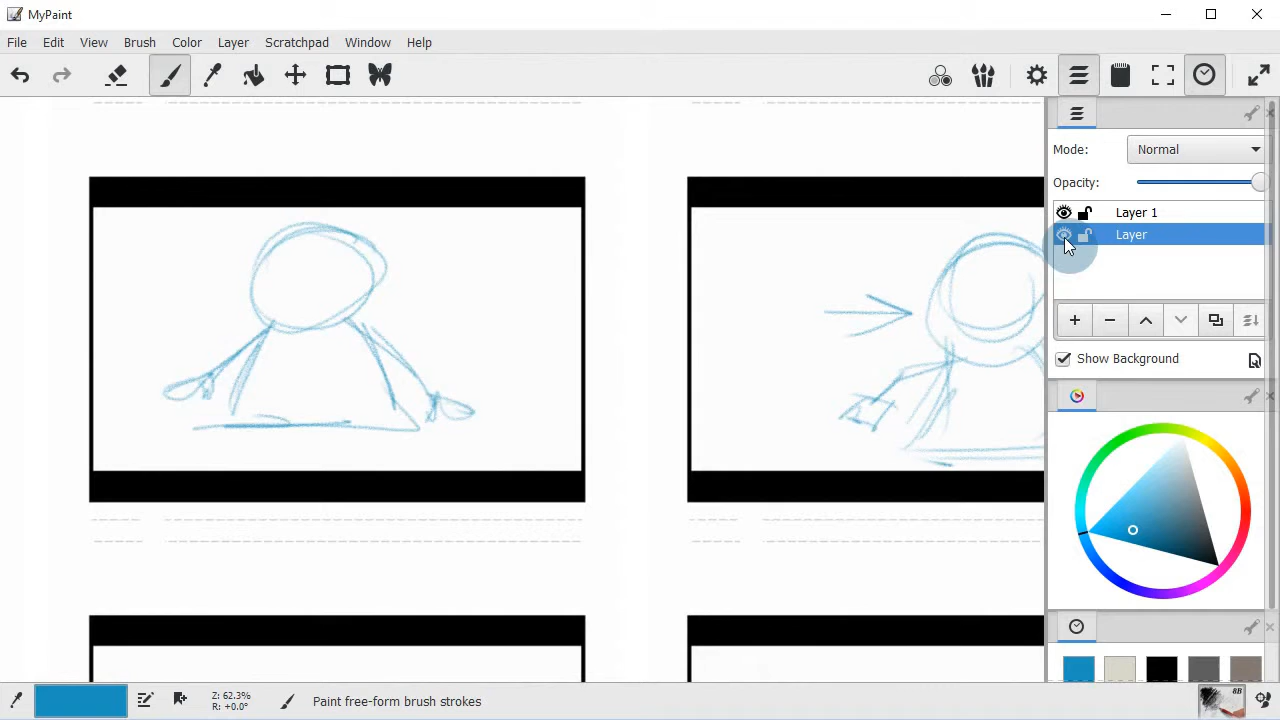 MyPaint
File Edit View Brush Color Layer Scratchpad Window Help
Mode: Normal
Opacity:
Layer 1
Layer
Show Background
Z: 62.3%
R: +0.0°
Paint free-form brush strokes
8B